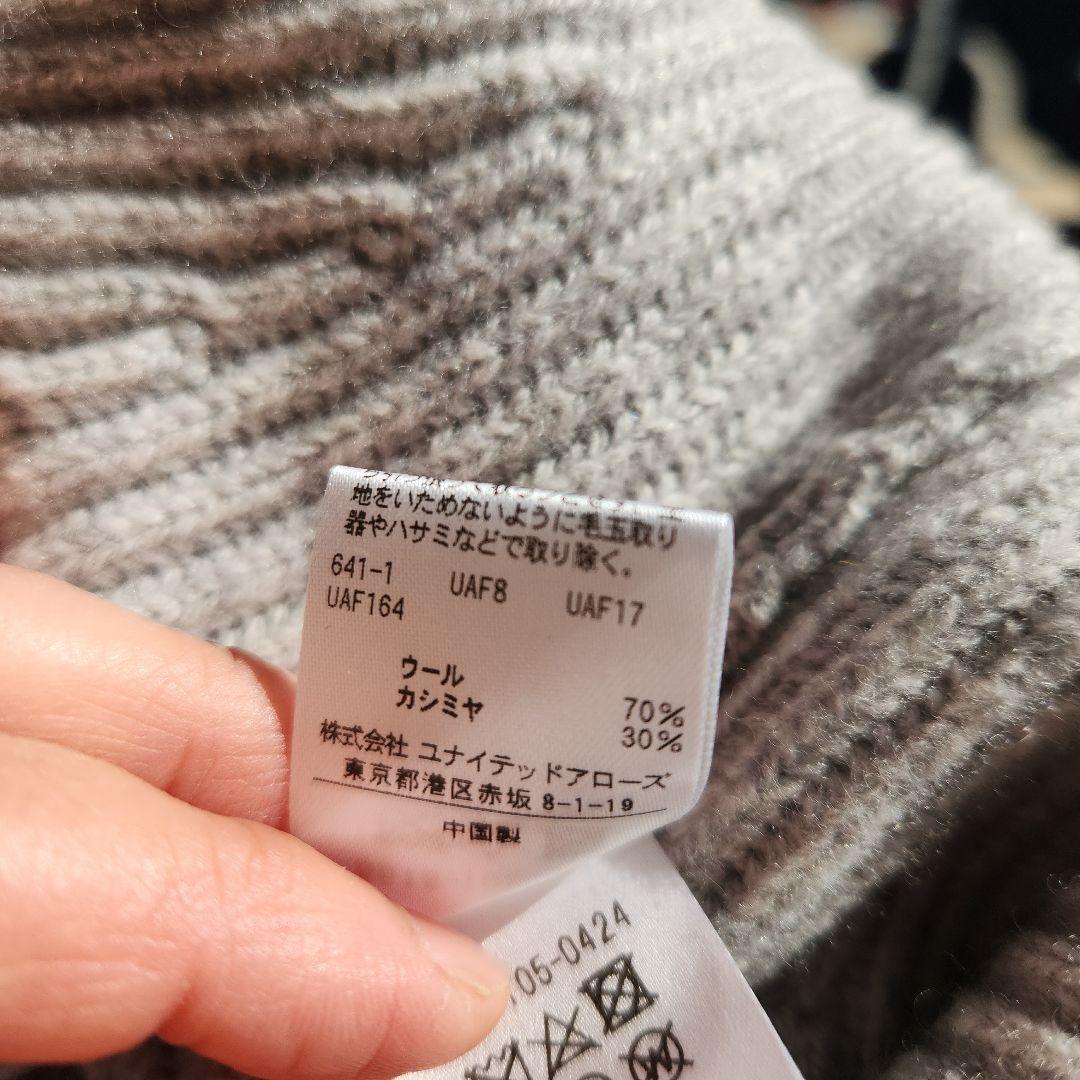 地をいためないように毛玉取り
器やハサミなどで取り除く。
641-1 UAF8 UAF17
UAF164
ウール 70%
カシミヤ 30%
株式会社 ユナイテッドアローズ
東京都港区赤坂 8-1-19
中国製
105-0424